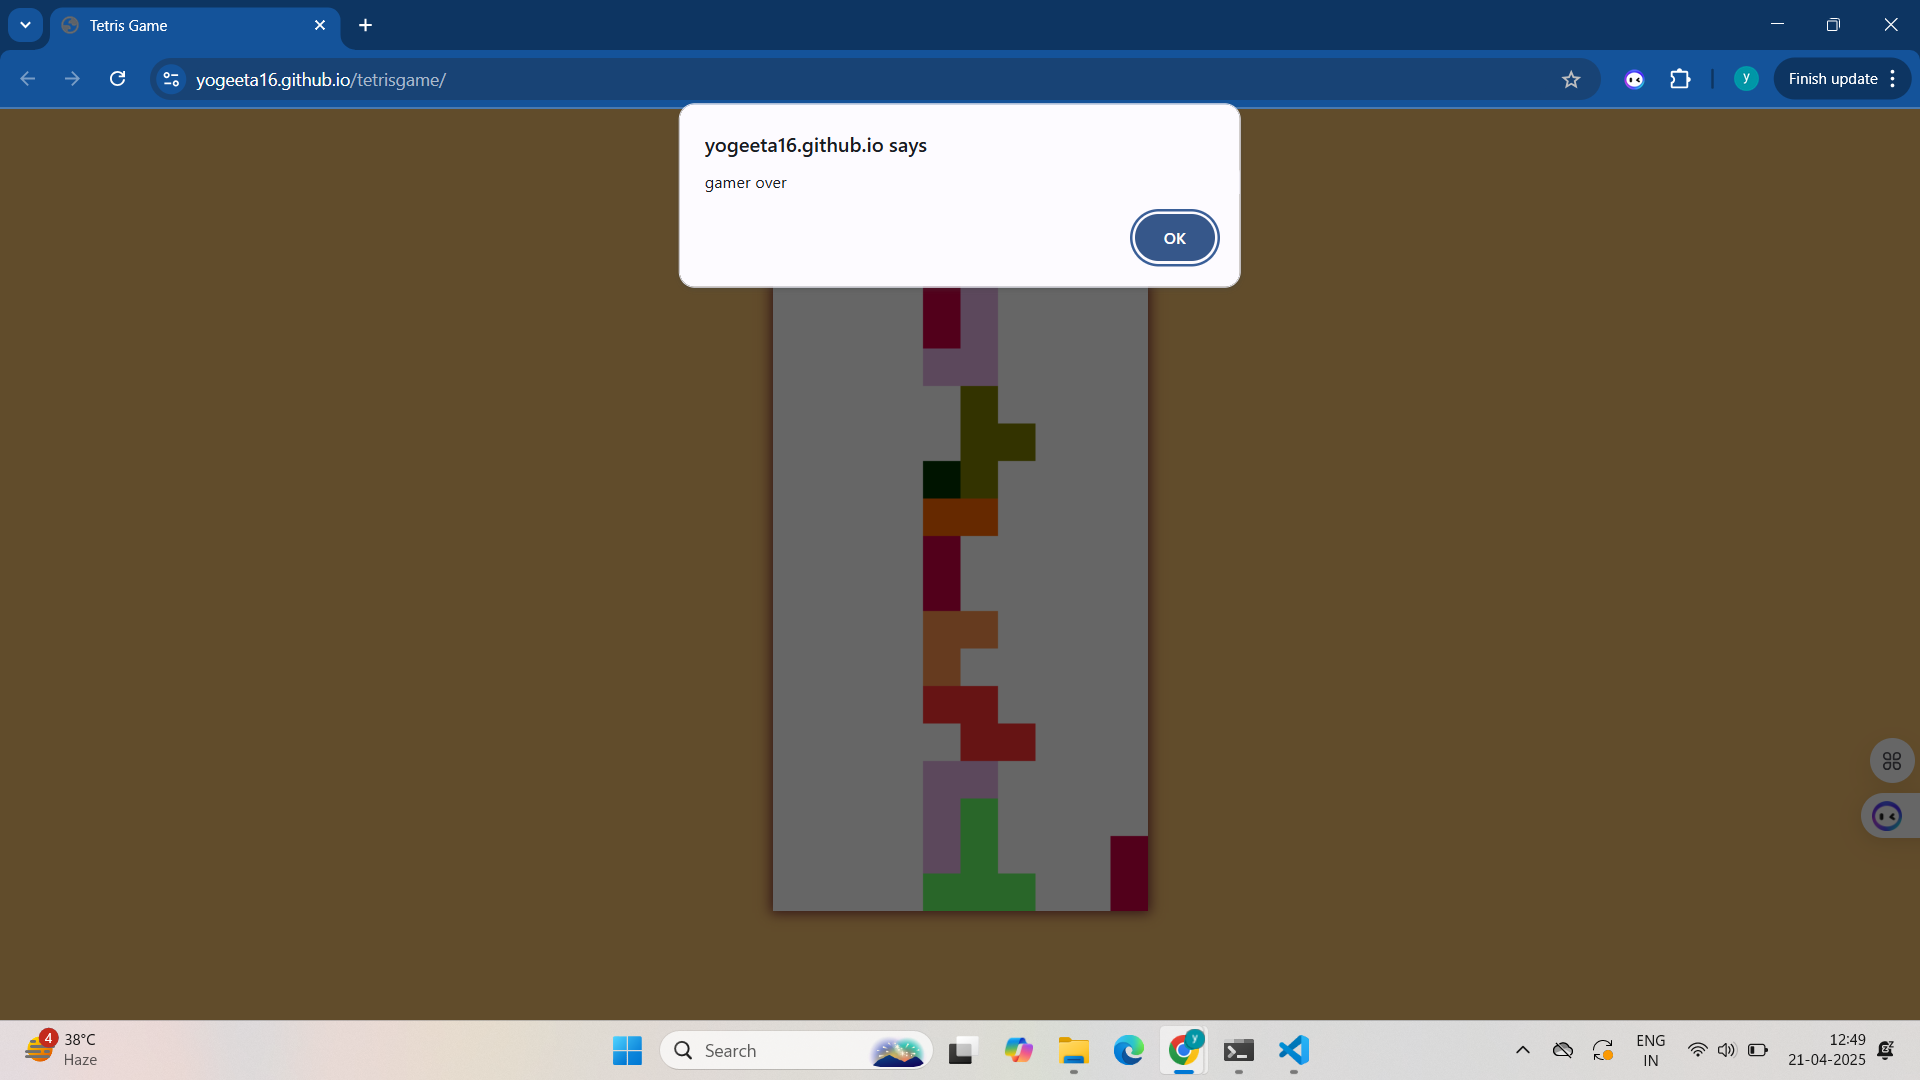 Tetris Game
yogeeta16.github.io/tetrisgame/
y
Finish update
yogeeta16.github.io says
gamer over
OK
4
38°C
Haze
Search
y
ENG
IN
12:49
21-04-2025